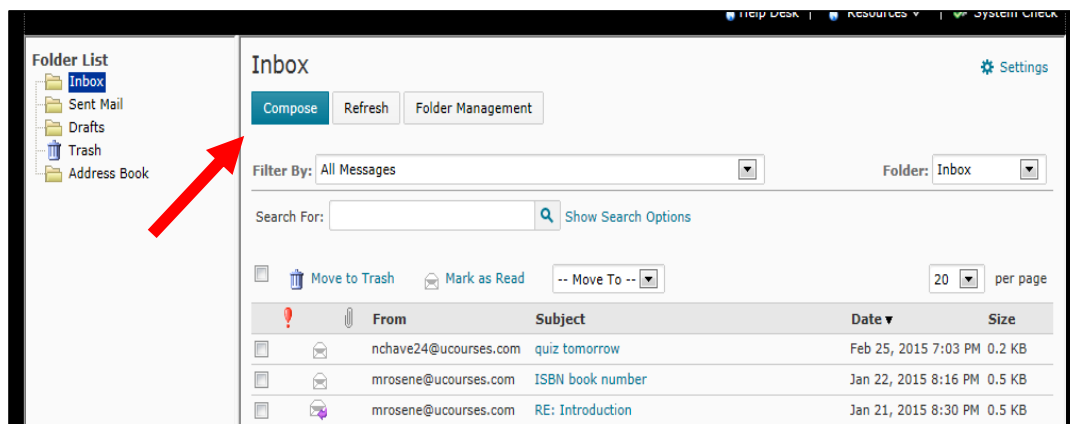 Help Desk | Resources | System Check
Folder List
Inbox
Sent Mail
Drafts
Trash
Address Book
Inbox
Settings
Compose Refresh Folder Management
Filter By: All Messages Folder: Inbox
Search For: Show Search Options
Move to Trash Mark as Read -- Move To -- 20 per page
From Subject Date Size
nchave24@ucourses.com quiz tomorrow Feb 25, 2015 7:03 PM 0.2 KB
mrosene@ucourses.com ISBN book number Jan 22, 2015 8:16 PM 0.5 KB
mrosene@ucourses.com RE: Introduction Jan 21, 2015 8:30 PM 0.5 KB